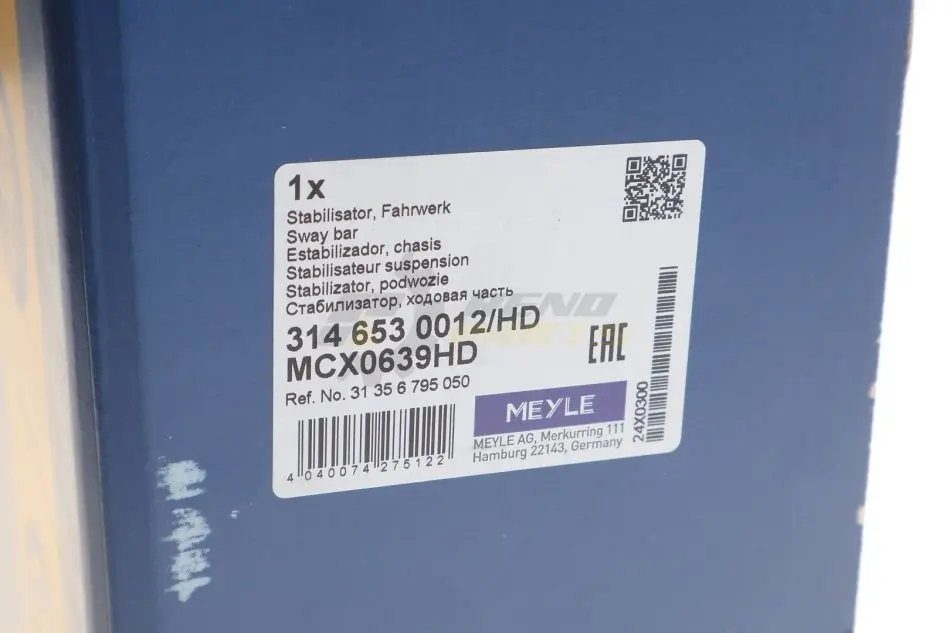 1x
Stabilisator, Fahrwerk
Sway bar
Estabilizador, chasis
Stabilisateur suspension
Stabilizator, podwozie
Стабилизатор, ходовая часть
314 653 0012/HD
MCX0639HD
Ref. No. 31 35 6 795 050
EAC
MEYLE
MEYLE AG, Merkurring 111
Hamburg 22143, Germany
4 040074 275122
24X0300